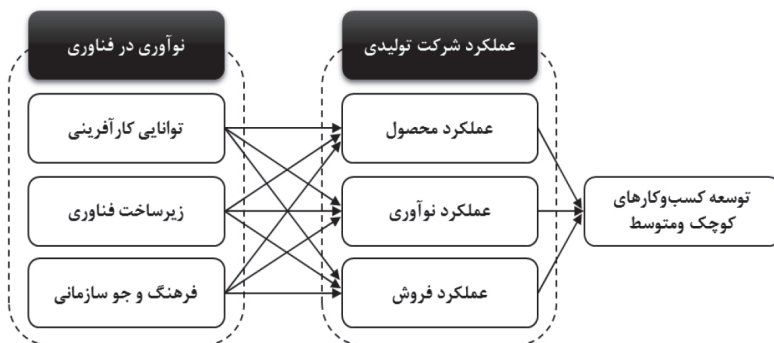 نوآوری در فناوری
توانایی کارآفرینی
زیرساخت فناوری
فرهنگ و جو سازمانی
عملکرد شرکت تولیدی
عملکرد محصول
عملکرد نوآوری
عملکرد فروش
توسعه کسب‌وکارهای
کوچک ومتوسط